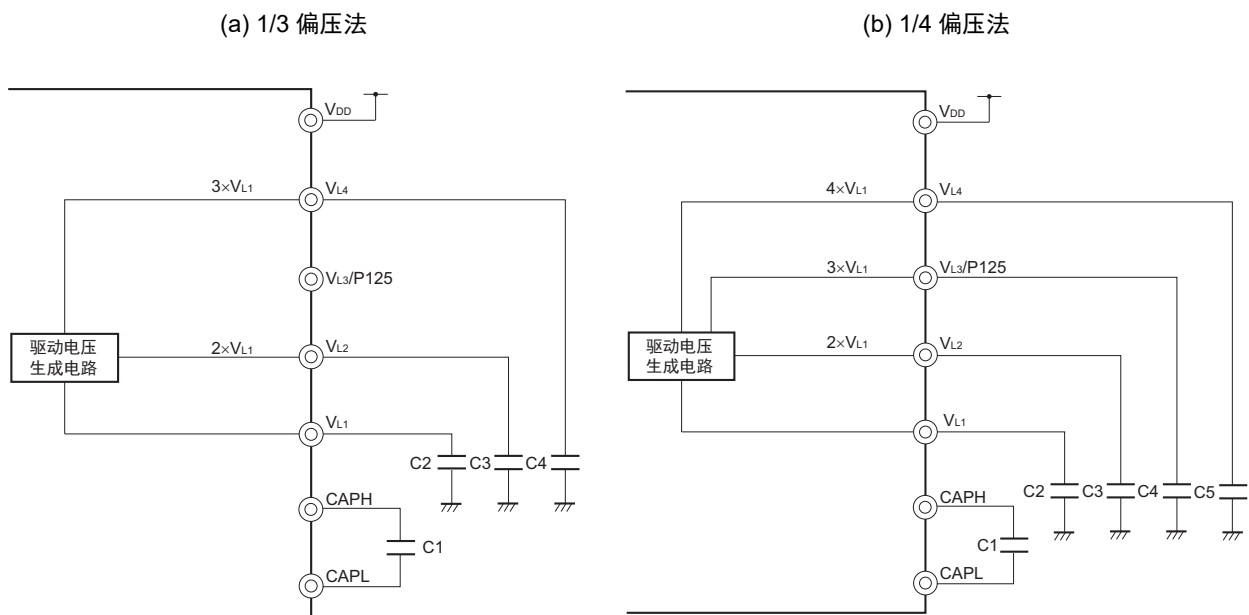 (a) 1/3 偏压法
VDD
3×VL1
VL4
VL3/P125
驱动电压
生成电路
2×VL1
VL2
VL1
C2
C3
C4
CAPH
C1
CAPL
(b) 1/4 偏压法
VDD
4×VL1
VL4
3×VL1
VL3/P125
驱动电压
生成电路
2×VL1
VL2
VL1
C2
C3
C4
C5
CAPH
C1
CAPL